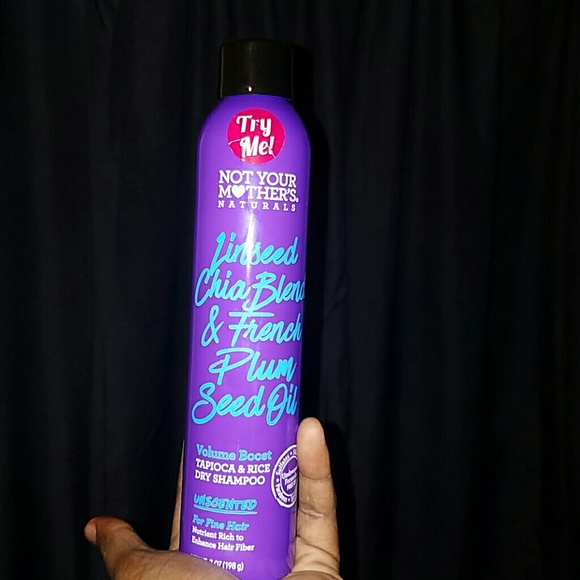 Try
Me!
NOT YOUR
MOTHER'S
NATURALS
Linseed
Chia Blend
& French
Plum
Seed Oil
Volume Boost
TAPIOCA & RICE
DRY SHAMPOO
UNSCENTED
For Fine Hair
Nutrient Rich to
Enhance Hair Fiber
OZ (198 g)